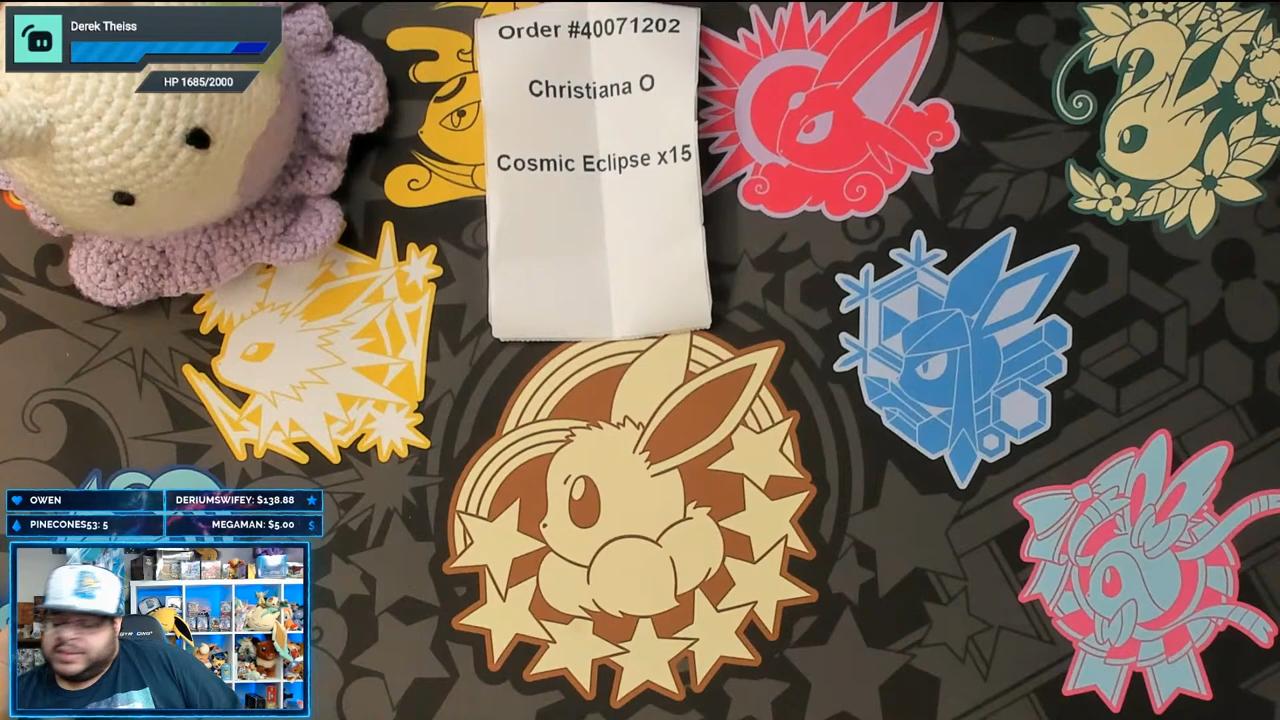 Derek Theiss
HP 1685/2000
Order #40071202
Christiana O
Cosmic Eclipse x15
OWEN
DERIUMSWIFEY: $138.88
PINECONES53: 5
MEGAMAN: $5.00